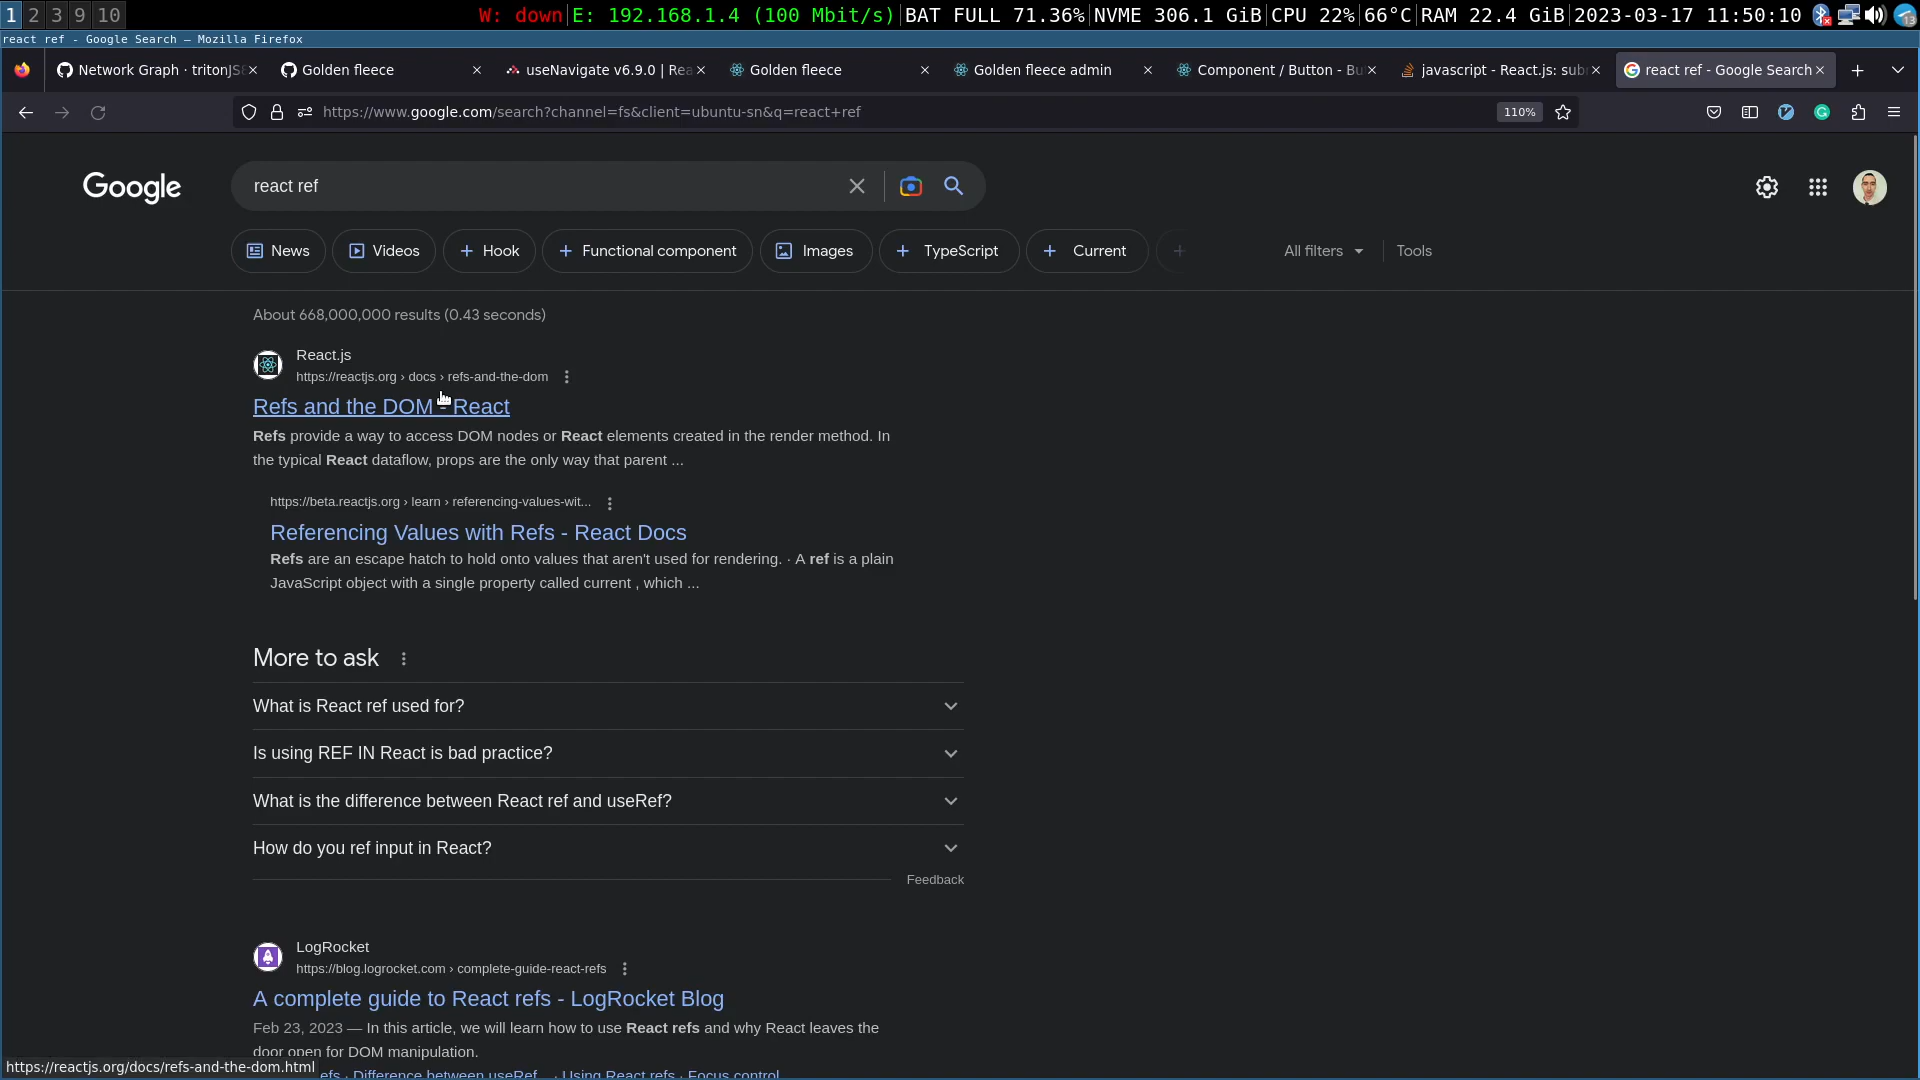 1 2 3 9 10 W: down|E: 192.168.1.4 (100 Mbit/s)|BAT FULL 71.36%|NVME 306.1 GiB|CPU 22%|66°C|RAM 22.4 GiB|2023-03-17 11:50:10 13
react ref - Google Search — Mozilla Firefox
Network Graph · tritonJS Golden fleece useNavigate v6.9.0 | Rea Golden fleece Golden fleece admin Component / Button - Bu javascript - React.js: sub react ref - Google Search
https://www.google.com/search?channel=fs&client=ubuntu-sn&q=react+ref 110%
Google react ref
News Videos Hook Functional component Images TypeScript Current All filters Tools
About 668,000,000 results (0.43 seconds)
React.js
https://reactjs.org › docs › refs-and-the-dom
Refs and the DOM - React
Refs provide a way to access DOM nodes or React elements created in the render method. In
the typical React dataflow, props are the only way that parent ...
https://beta.reactjs.org › learn › referencing-values-wit...
Referencing Values with Refs - React Docs
Refs are an escape hatch to hold onto values that aren't used for rendering. · A ref is a plain
JavaScript object with a single property called current , which ...
More to ask
What is React ref used for?
Is using REF IN React is bad practice?
What is the difference between React ref and useRef?
How do you ref input in React?
Feedback
LogRocket
https://blog.logrocket.com › complete-guide-react-refs
A complete guide to React refs - LogRocket Blog
Feb 23, 2023 — In this article, we will learn how to use React refs and why React leaves the
door open for DOM manipulation.
https://reactjs.org/docs/refs-and-the-dom.html
efs · Difference between useRef... · Using React refs · Focus control